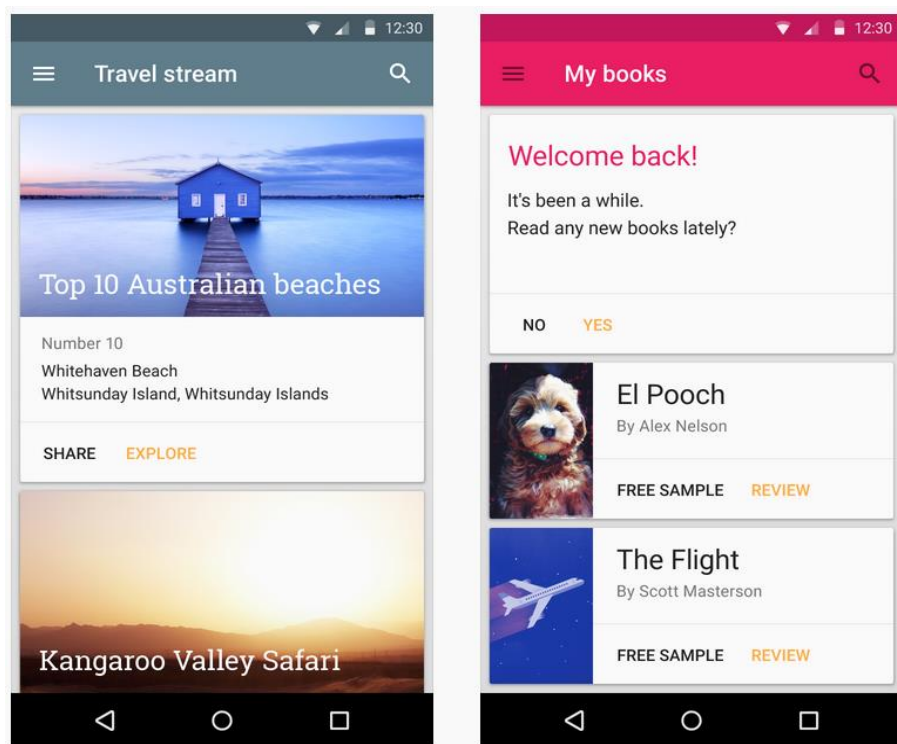 12:30
Travel stream
Top 10 Australian beaches
Number 10
Whitehaven Beach
Whitsunday Island, Whitsunday Islands
SHARE EXPLORE
Kangaroo Valley Safari
12:30
My books
Welcome back!
It's been a while.
Read any new books lately?
NO YES
El Pooch
By Alex Nelson
FREE SAMPLE REVIEW
The Flight
By Scott Masterson
FREE SAMPLE REVIEW